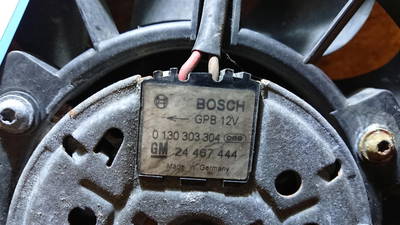 BOSCH
GPB 12V
0 130 303 304
GM 24 467 444
Made in Germany